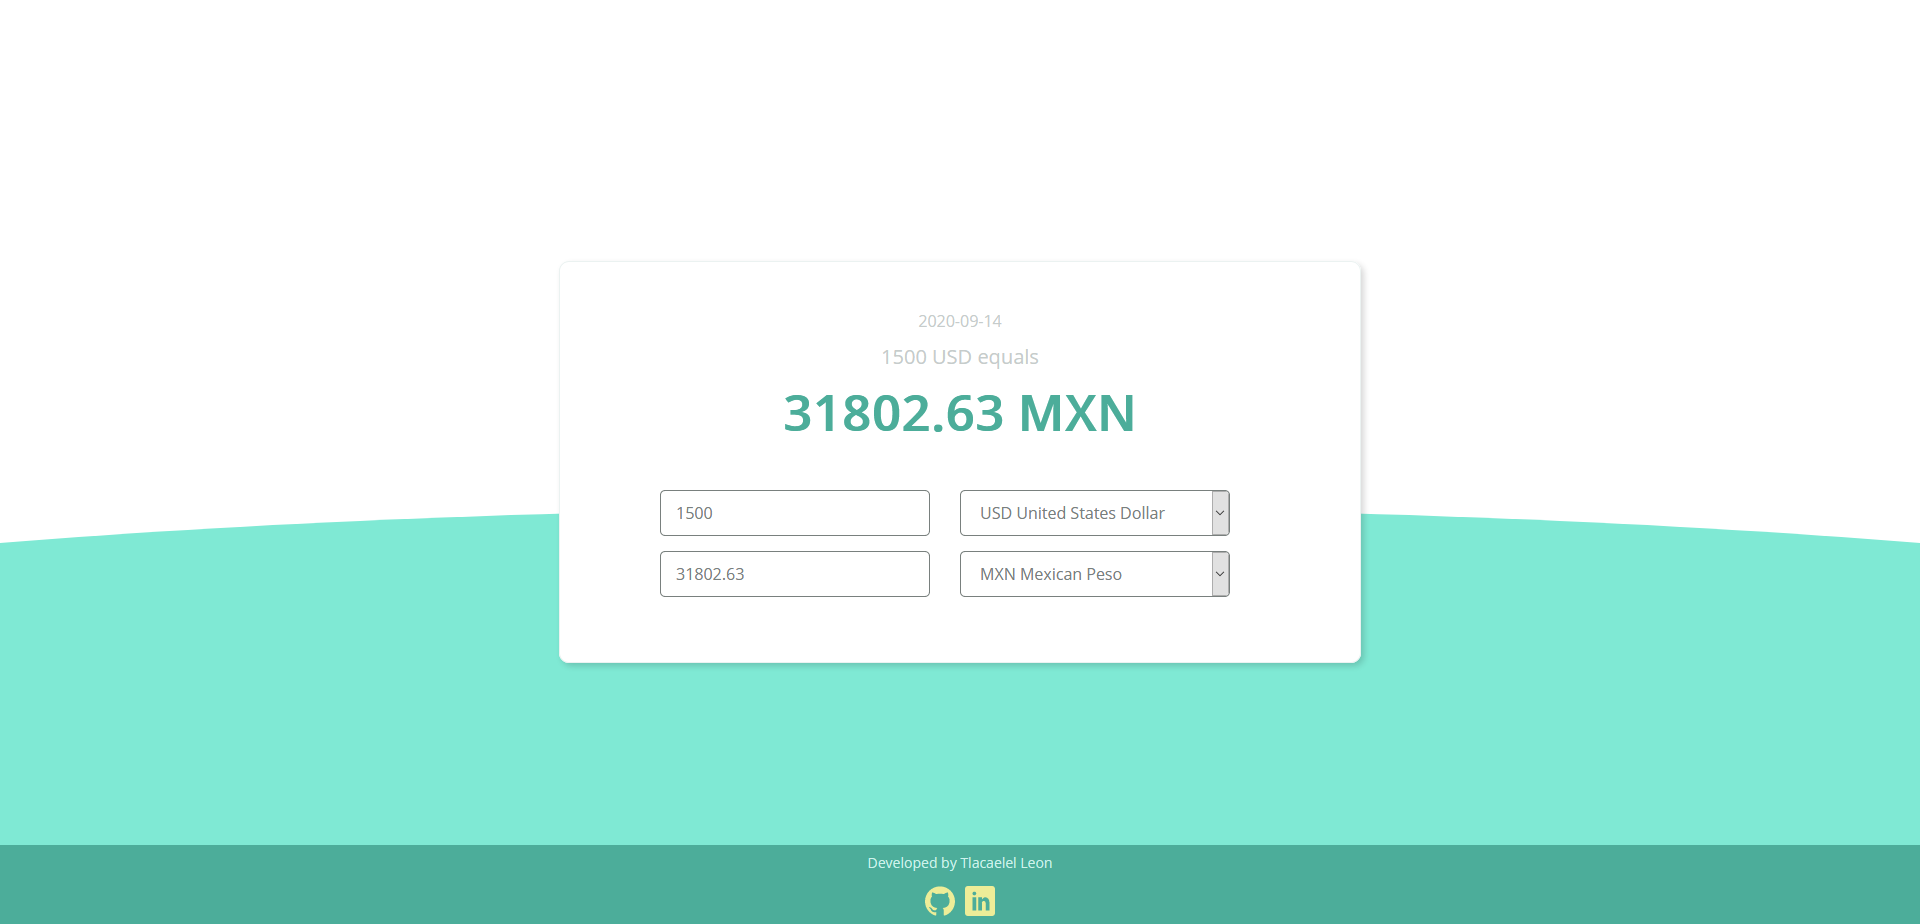 2020-09-14
1500 USD equals
31802.63 MXN
1500
USD United States Dollar
31802.63
MXN Mexican Peso
Developed by Tlacaelel Leon
in